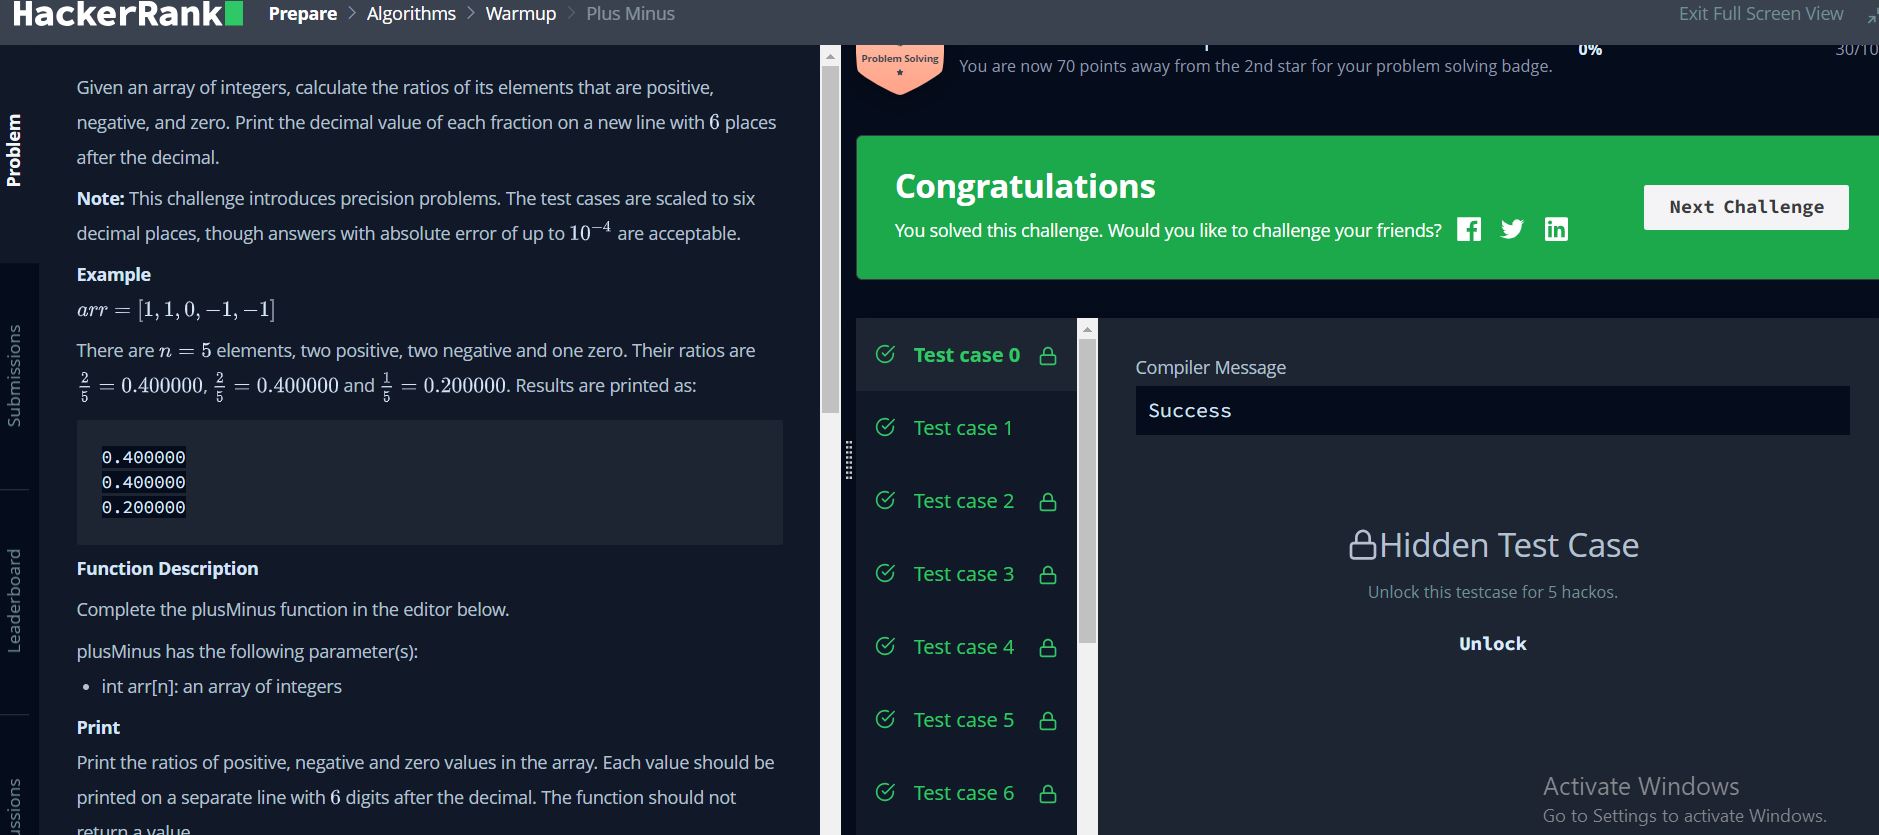 HackerRank
Prepare > Algorithms > Warmup > Plus Minus
Exit Full Screen View
Problem
Submissions
Leaderboard
Given an array of integers, calculate the ratios of its elements that are positive,
negative, and zero. Print the decimal value of each fraction on a new line with 6 places
after the decimal.
Note: This challenge introduces precision problems. The test cases are scaled to six
decimal places, though answers with absolute error of up to 10⁻⁴ are acceptable.
Example
arr = [1, 1, 0, −1, −1]
There are n = 5 elements, two positive, two negative and one zero. Their ratios are
2/5 = 0.400000, 2/5 = 0.400000 and 1/5 = 0.200000. Results are printed as:
0.400000
0.400000
0.200000
Function Description
Complete the plusMinus function in the editor below.
plusMinus has the following parameter(s):
• int arr[n]: an array of integers
Print
Print the ratios of positive, negative and zero values in the array. Each value should be
printed on a separate line with 6 digits after the decimal. The function should not
return a value
Problem Solving
You are now 70 points away from the 2nd star for your problem solving badge.
0%
30/10
Congratulations
You solved this challenge. Would you like to challenge your friends?
Next Challenge
Test case 0
Test case 1
Test case 2
Test case 3
Test case 4
Test case 5
Test case 6
Compiler Message
Success
Hidden Test Case
Unlock this testcase for 5 hackos.
Unlock
Activate Windows
Go to Settings to activate Windows.